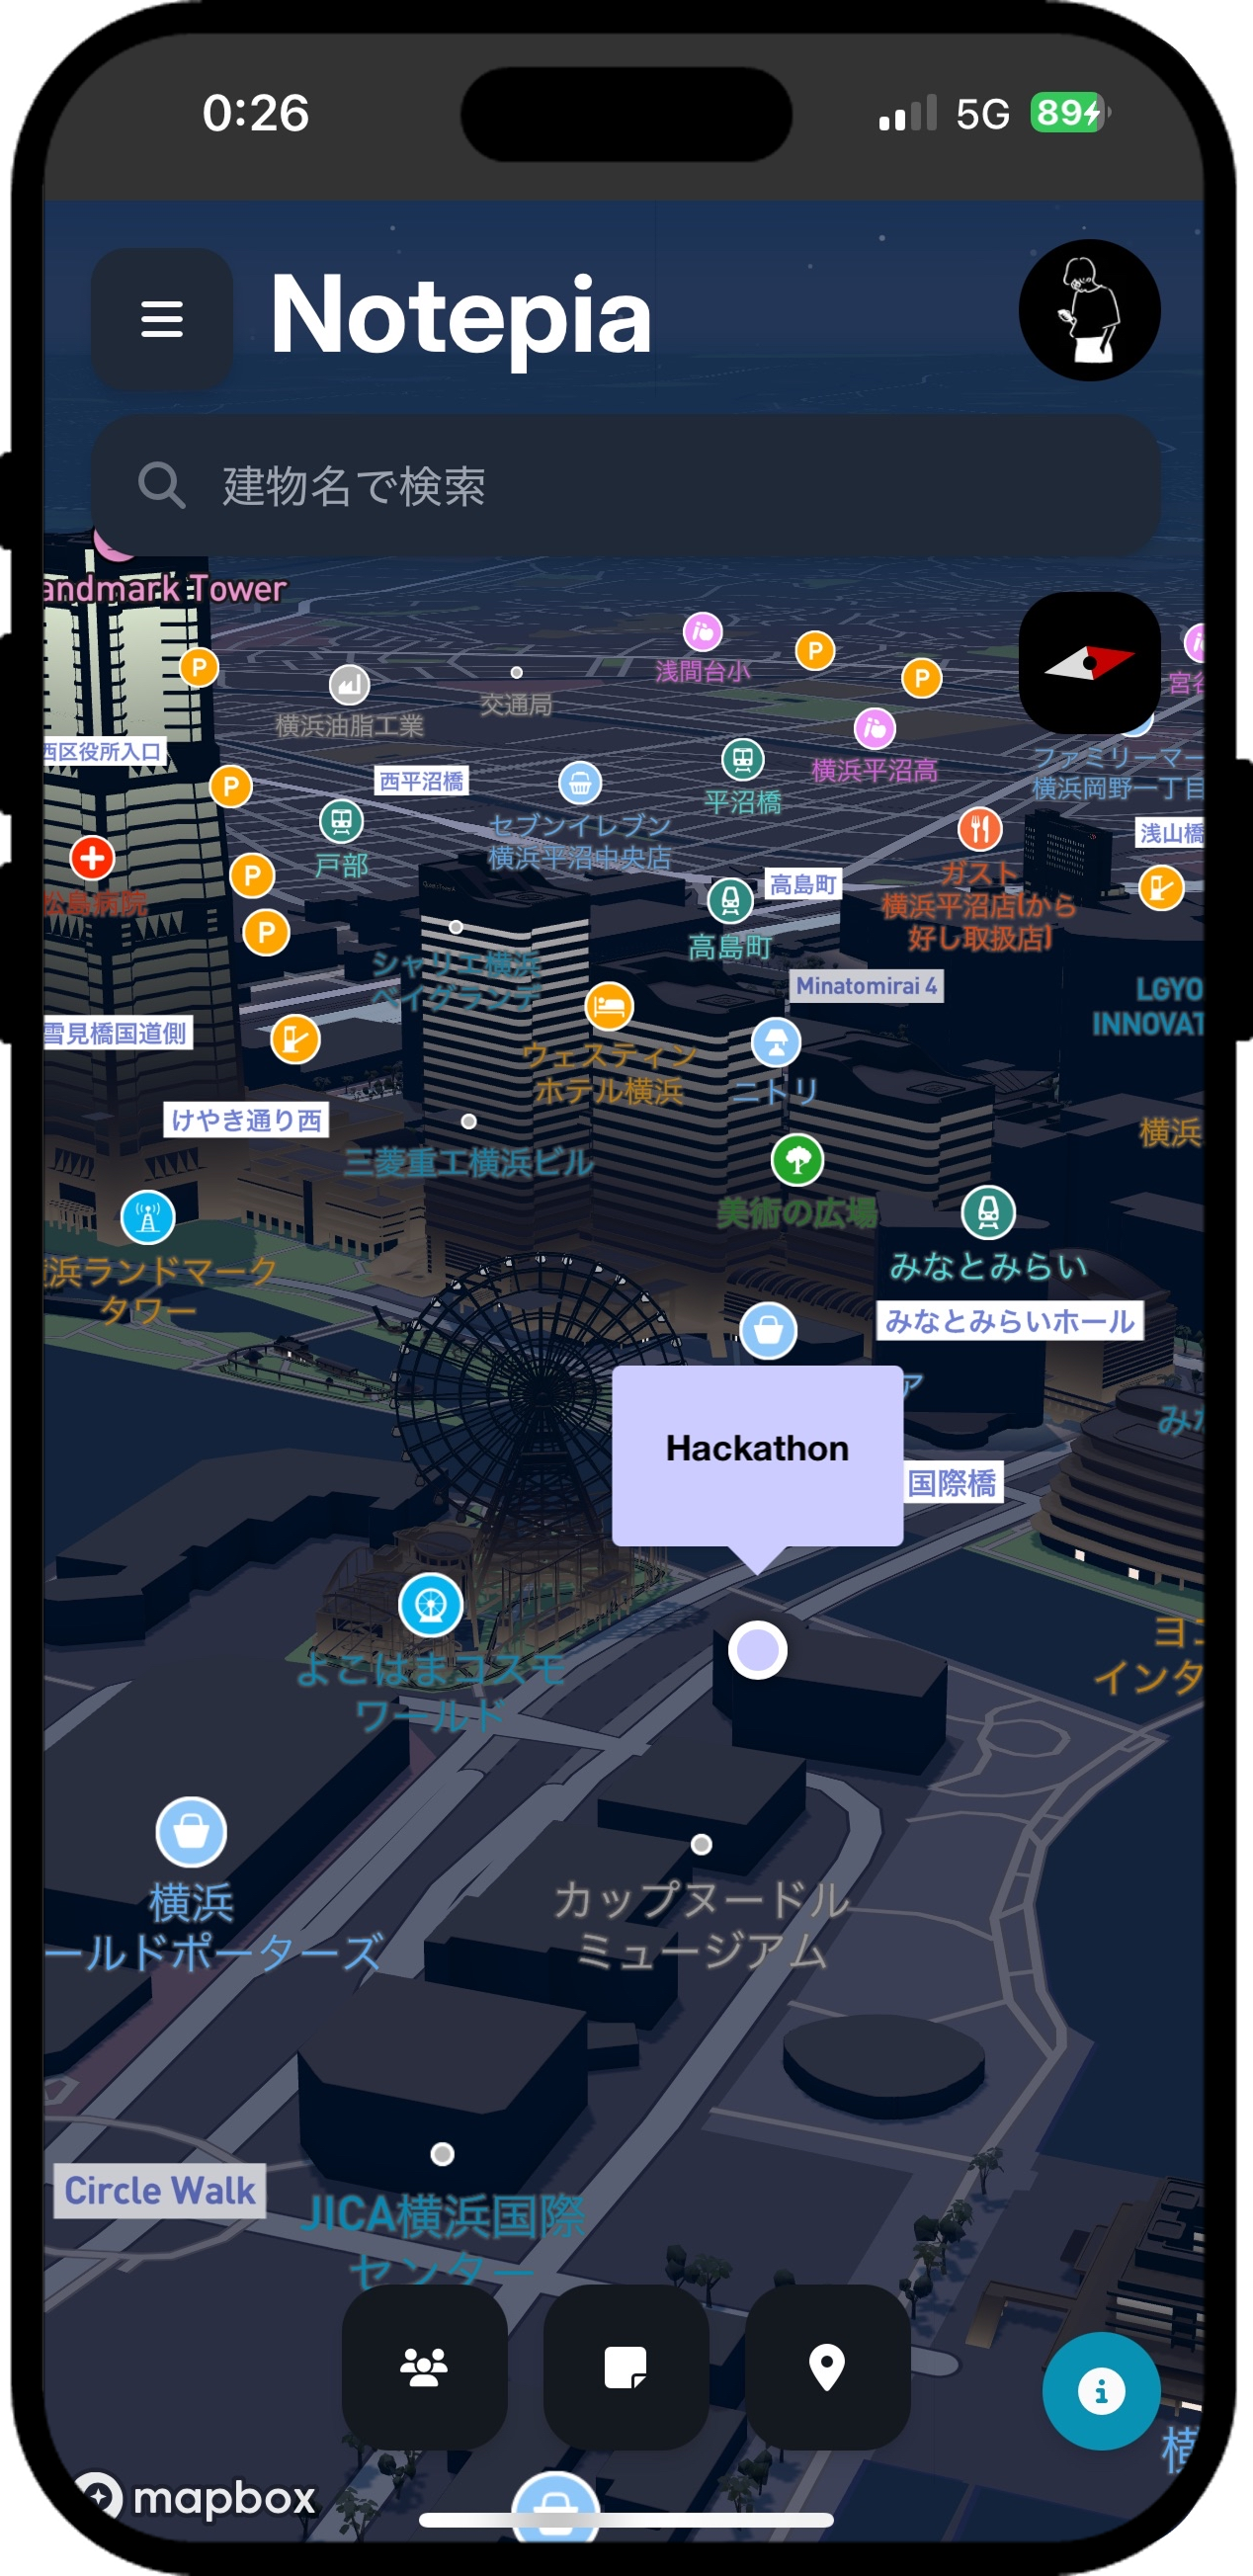 0:26
5G
89
Notepia
建物名で検索
andmark Tower
浅間台小
交通局
横浜油脂工業
横浜平沼高
西区役所入口
西平沼橋
平沼橋
ファミリーマー
横浜岡野一丁目
セブンイレブン
横浜平沼中央店
戸部
浅山橋
ガスト
横浜平沼店(から
好し取扱店)
高島町
高島町
松島病院
シャリエ横浜
ベイグランデ
Minatomirai 4
LGYO
INNOVAT
雪見橋国道側
ウェスティン
ホテル横浜
ニトリ
けやき通り西
横浜
三菱重工横浜ビル
美術の広場
浜ランドマーク
タワー
みなとみらい
みなとみらいホール
ア
みな
Hackathon
国際橋
よこはまコスモ
ワールド
ヨコ
インタ
横浜
ールドポーターズ
カップヌードル
ミュージアム
Circle Walk
JICA横浜国際
センター
mapbox